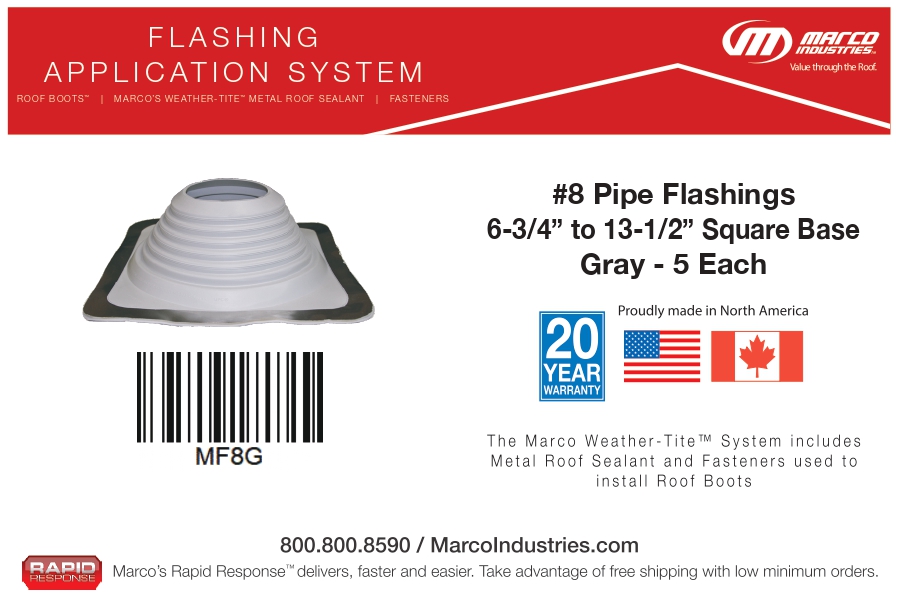 FLASHING
APPLICATION SYSTEM
ROOF BOOTS™ | MARCO'S WEATHER-TITE™ METAL ROOF SEALANT | FASTENERS
MARCO
INDUSTRIES™
Value through the Roof.
#8 Pipe Flashings
6-3/4” to 13-1/2” Square Base
Gray - 5 Each
Proudly made in North America
20
YEAR
WARRANTY
MF8G
The Marco Weather-Tite™ System includes
Metal Roof Sealant and Fasteners used to
install Roof Boots
800.800.8590 / MarcoIndustries.com
RAPID
RESPONSE
Marco’s Rapid Response™ delivers, faster and easier. Take advantage of free shipping with low minimum orders.